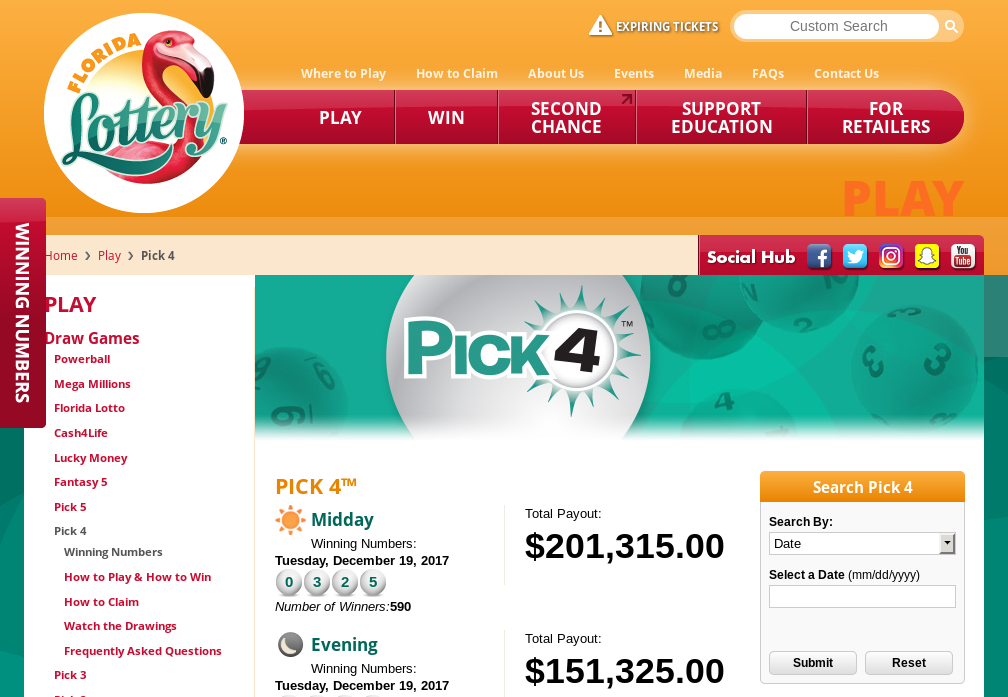 EXPIRING TICKETS
Custom Search
Where to Play
How to Claim
About Us
Events
Media
FAQs
Contact Us
FLORIDA
Lottery®
PLAY
WIN
SECOND
CHANCE
SUPPORT
EDUCATION
FOR
RETAILERS
PLAY
WINNING NUMBERS
Home
Play
Pick 4
Social Hub
You
Tube
PLAY
Draw Games
Powerball
Mega Millions
Florida Lotto
Cash4Life
Lucky Money
Fantasy 5
Pick 5
Pick 4
Winning Numbers
How to Play & How to Win
How to Claim
Watch the Drawings
Frequently Asked Questions
Pick 3
PICK4™
PICK 4™
Midday
Winning Numbers:
Tuesday, December 19, 2017
0 3 2 5
Number of Winners:590
Total Payout:
$201,315.00
Evening
Winning Numbers:
Tuesday, December 19, 2017
Total Payout:
$151,325.00
Search Pick 4
Search By:
Date
Select a Date (mm/dd/yyyy)
Submit
Reset